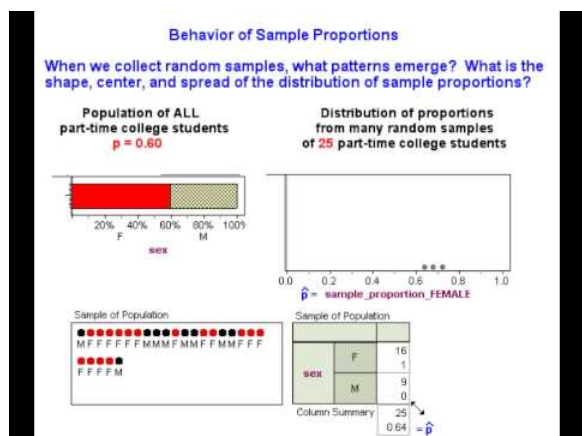 Behavior of Sample Proportions
When we collect random samples, what patterns emerge? What is the
shape, center, and spread of the distribution of sample proportions?
Population of ALL
part-time college students
p = 0.60
20% 40% 60% 80% 100%
F M
sex
Distribution of proportions
from many random samples
of 25 part-time college students
0.0 0.2 0.4 0.6 0.8 1.0
p̂ = sample_proportion_FEMALE
Sample of Population
M F F F F F F M M M F M M F F M M F F F
F F F F M
Sample of Population
sex
F 16
1
M 9
0
Column Summary 25
0.64 = p̂